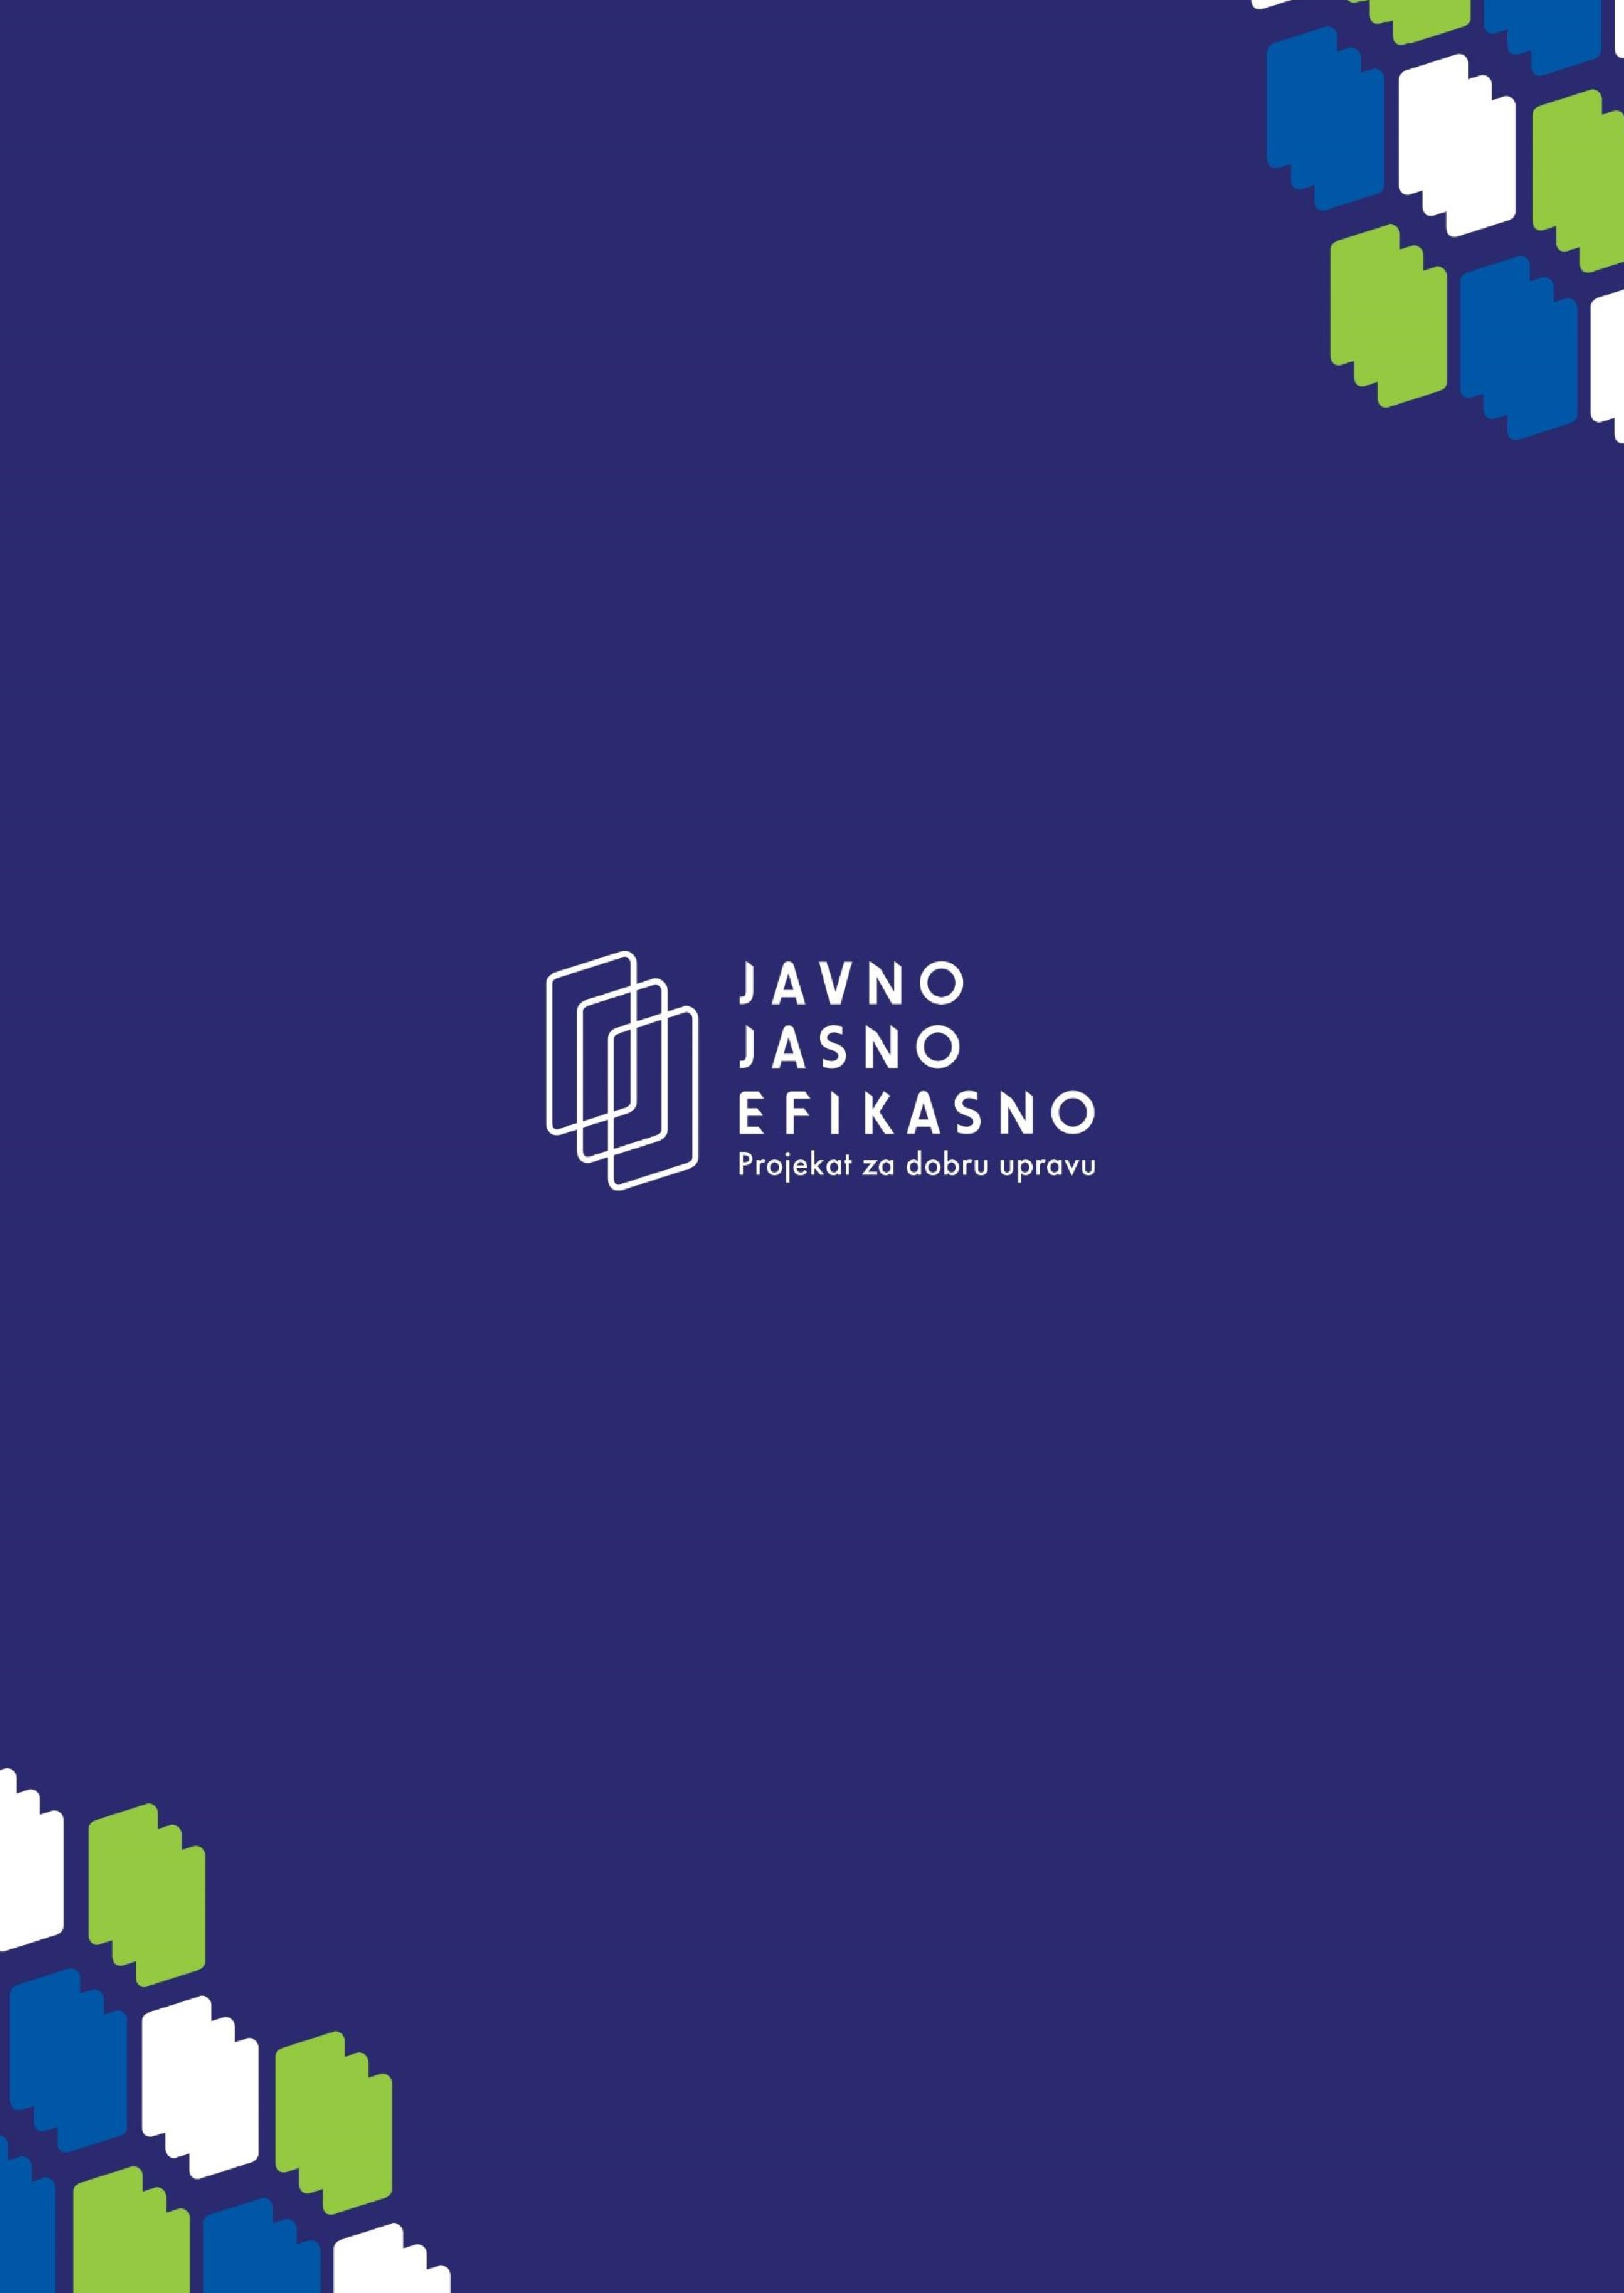 JAVNO
JASNO
EFIKASNO
Projekat za dobru upravu